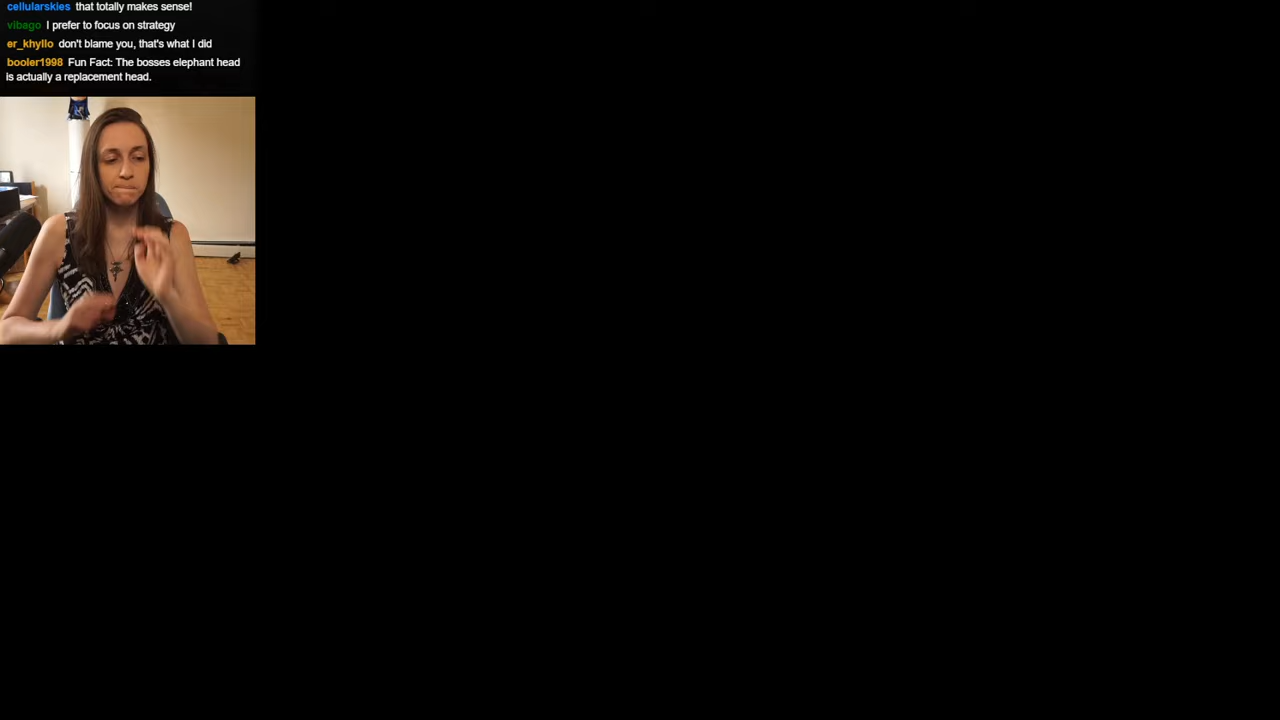 cellularskies that totally makes sense!
vibago I prefer to focus on strategy
er_khyllo don't blame you, that's what I did
booler1998 Fun Fact: The bosses elephant head
is actually a replacement head.